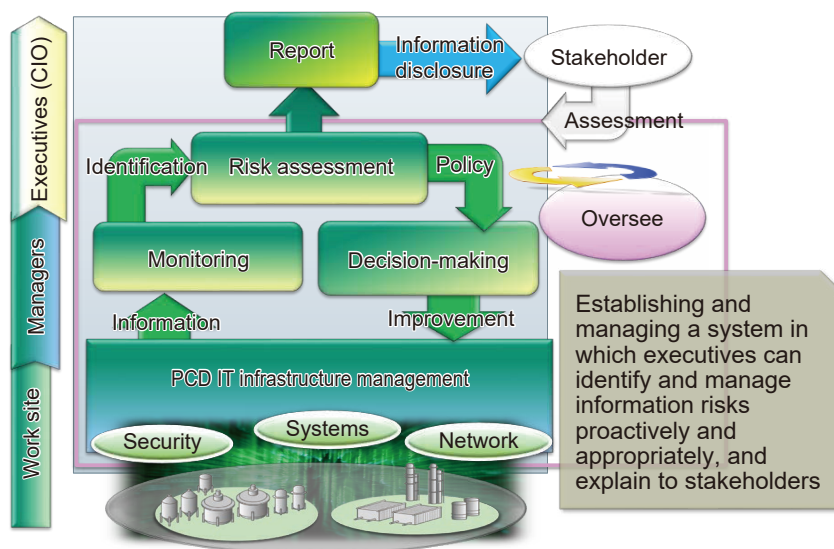 Executives (CIO)
Managers
Work site
Report
Information
disclosure
Stakeholder
Assessment
Identification
Risk assessment
Policy
Oversee
Monitoring
Decision-making
Information
Improvement
PCD IT infrastructure management
Security
Systems
Network
Establishing and
managing a system in
which executives can
identify and manage
information risks
proactively and
appropriately, and
explain to stakeholders